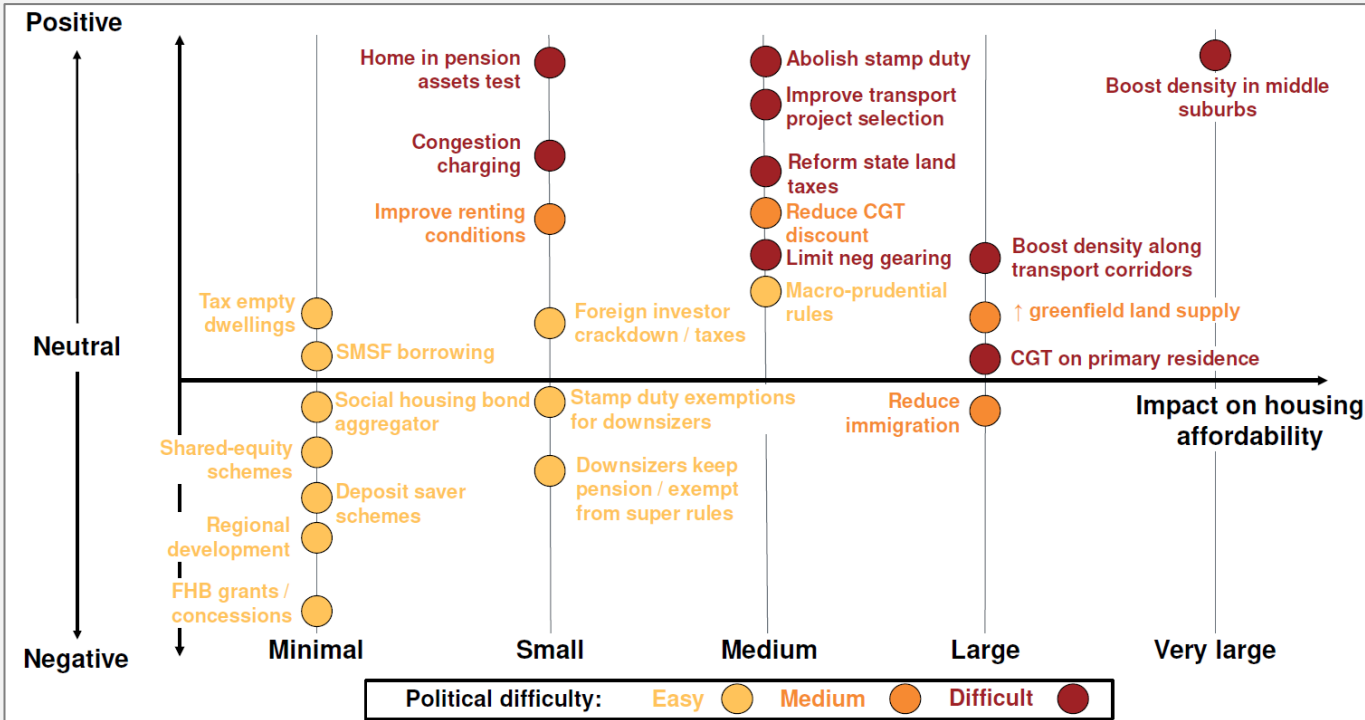 Positive
Neutral
Negative
Home in pension
assets test
Congestion
charging
Improve renting
conditions
Tax empty
dwellings
SMSF borrowing
Foreign investor
crackdown / taxes
Abolish stamp duty
Improve transport
project selection
Reform state land
taxes
Reduce CGT
discount
Limit neg gearing
Macro-prudential
rules
Boost density in middle
suburbs
Boost density along
transport corridors
↑ greenfield land supply
CGT on primary residence
Reduce
immigration
Impact on housing
affordability
Social housing bond
aggregator
Shared-equity
schemes
Deposit saver
schemes
Regional
development
FHB grants /
concessions
Stamp duty exemptions
for downsizers
Downsizers keep
pension / exempt
from super rules
Minimal
Small
Medium
Large
Very large
Political difficulty: Easy Medium Difficult